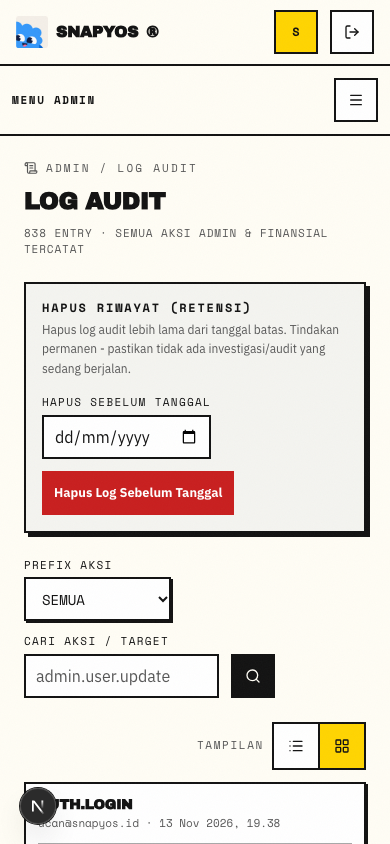 SNAPYOS ®
S
MENU ADMIN
ADMIN / LOG AUDIT
LOG AUDIT
838 ENTRY · SEMUA AKSI ADMIN & FINANSIAL
TERCATAT
HAPUS RIWAYAT (RETENSI)
Hapus log audit lebih lama dari tanggal batas. Tindakan
permanen - pastikan tidak ada investigasi/audit yang
sedang berjalan.
HAPUS SEBELUM TANGGAL
dd/mm/yyyy
Hapus Log Sebelum Tanggal
PREFIX AKSI
SEMUA
CARI AKSI / TARGET
admin.user.update
TAMPILAN
AUTH.LOGIN
acan@snapyos.id · 13 Nov 2026, 19.38
N